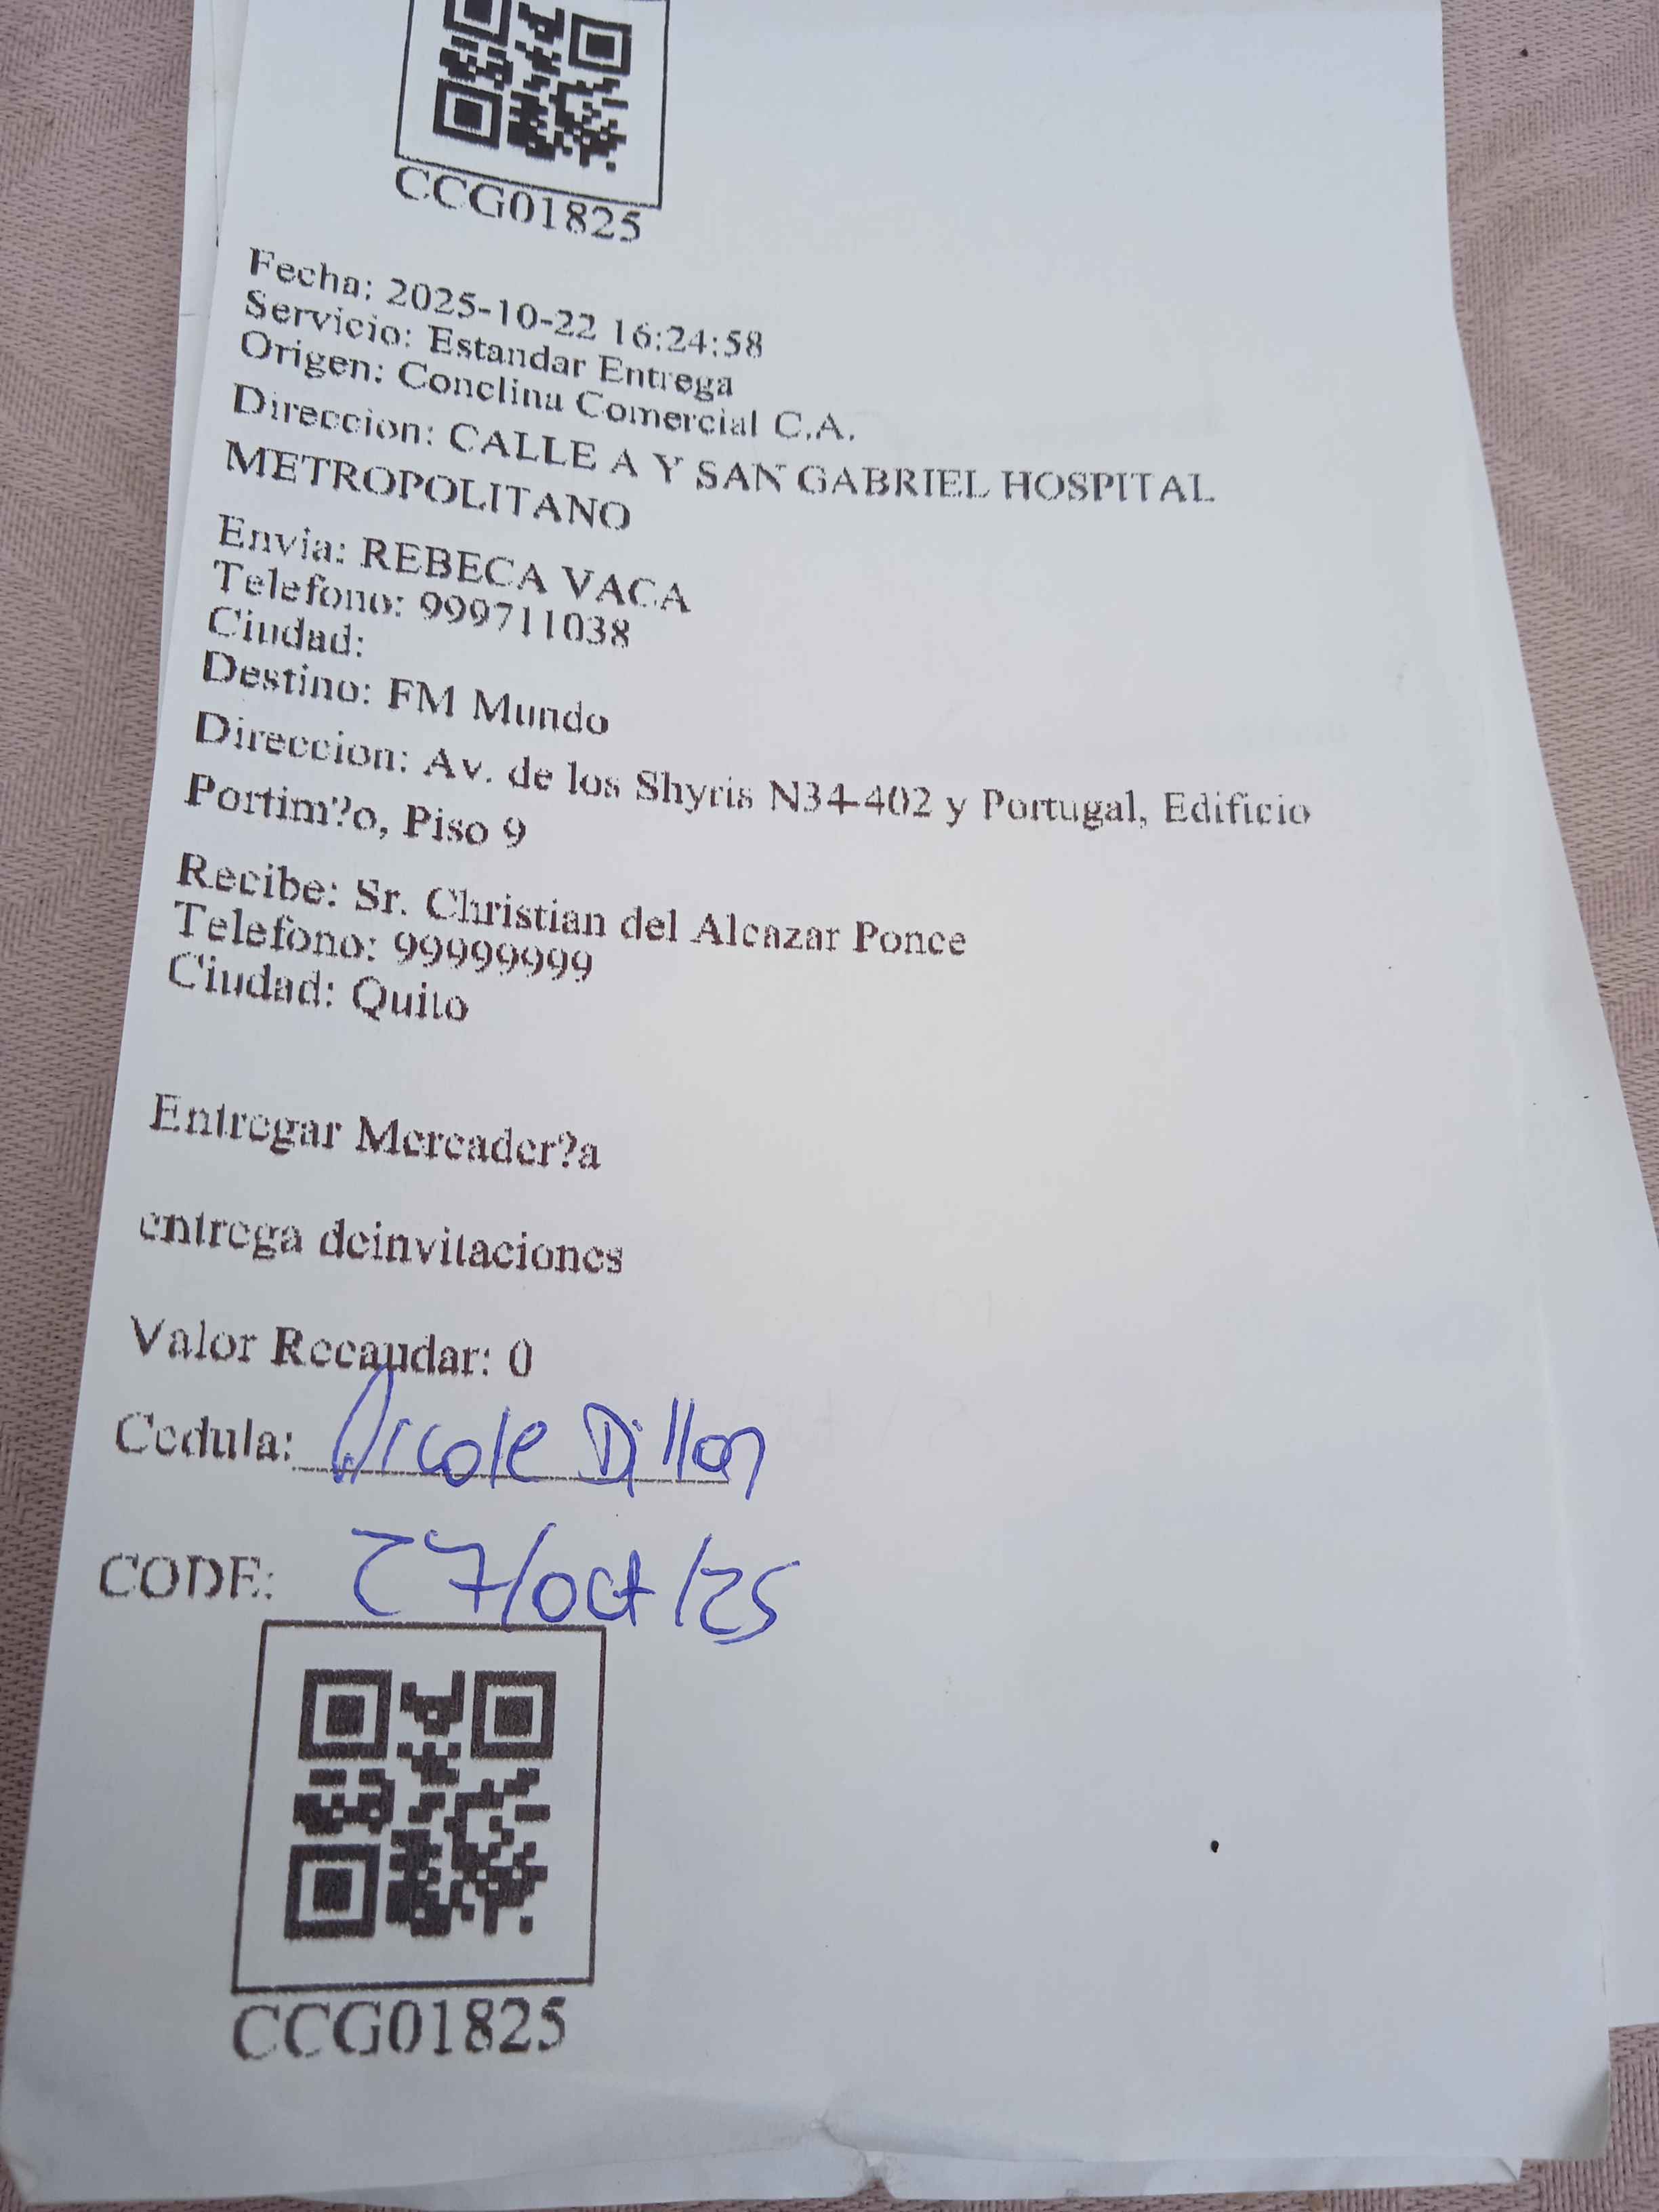 CCG01825
Fecha: 2025-10-22 16:24:58
Servicio: Estandar Entrega
Origen: Conclina Comercial C.A.
Direccion: CALLE A Y SAN GABRIEL HOSPITAL
METROPOLITANO
Envia: REBECA VACA
Telefono: 999711038
Ciudad:
Destino: FM Mundo
Direccion: Av. de los Shyris N34-402 y Portugal, Edificio
Portim?o, Piso 9
Recibe: Sr. Christian del Alcazar Ponce
Telefono: 99999999
Ciudad: Quito
Entregar Mercader?a
entrega deinvitaciones
Valor Recaudar: 0
Cedula: Nicole Dillon
CODE: 27/oct/25
CCG01825